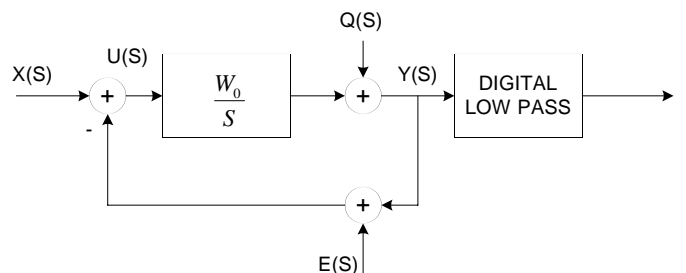 Q(S)
X(S)
U(S)
Y(S)
+
W₀
S
+
DIGITAL
LOW PASS
-
+
E(S)